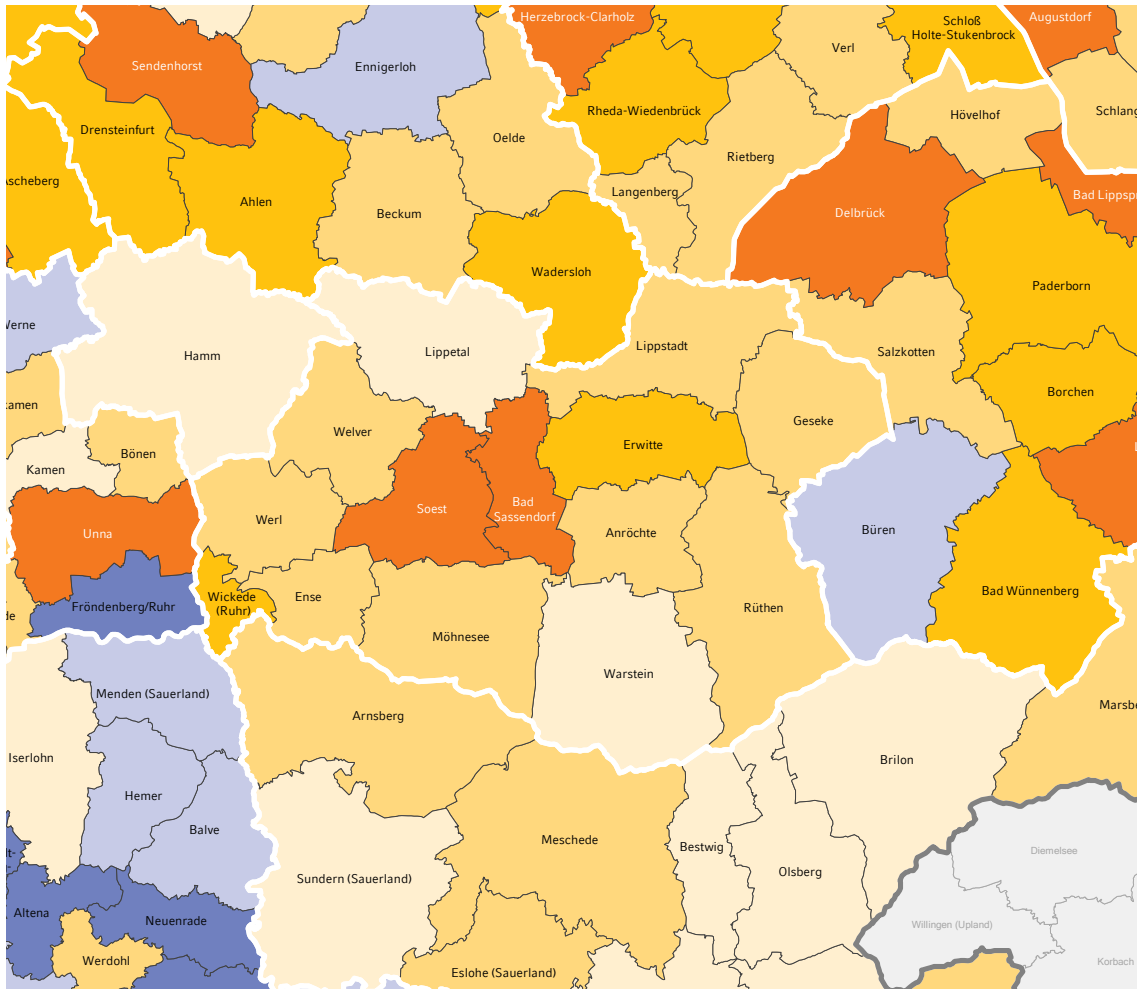 Herzebrock-Clarholz
Schloß
Holte-Stukenbrock
Augustdorf
Sendenhorst
Ennigerloh
Verl
Rheda-Wiedenbrück
Hövelhof
Schlang
Drensteinfurt
Oelde
Rietberg
Ascheberg
Langenberg
Bad Lippspr
Ahlen
Beckum
Delbrück
Wadersloh
Paderborn
Werne
Hamm
Lippetal
Lippstadt
Salzkotten
Borchen
Kamen
Bönen
Welver
Erwitte
Geseke
amen
Werl
Soest
Bad
Sassendorf
Anröchte
Büren
Unna
Fröndenberg/Ruhr
Wickede
(Ruhr)
Ense
Rüthen
Bad Wünnenberg
de
Möhnesee
Warstein
Menden (Sauerland)
Arnsberg
Marsbe
Iserlohn
Brilon
Hemer
Balve
Meschede
Bestwig
Olsberg
Diemelsee
lt-
Sundern (Sauerland)
Altena
Neuenrade
Willingen (Upland)
Werdohl
Eslohe (Sauerland)
Korbach